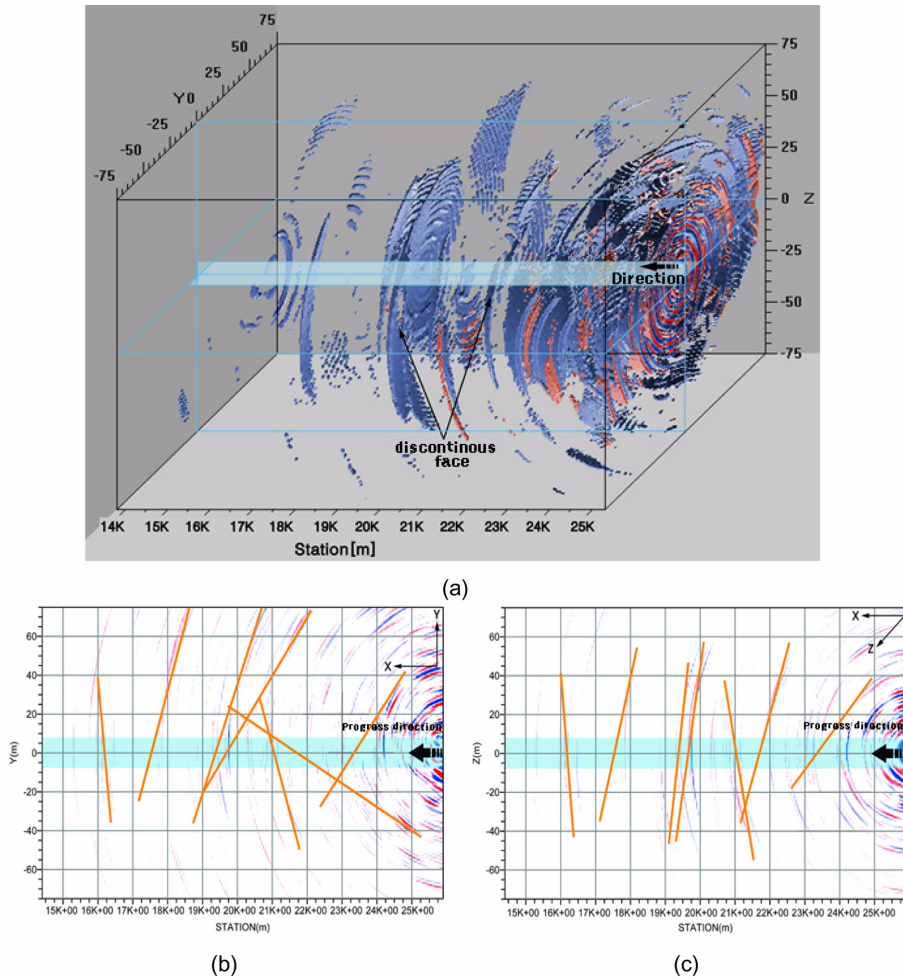 75
50
25
Y0
-25
-50
-75
75
50
25
0 Z
-25
-50
-75
Direction
discontinous
face
14K 15K 16K 17K 18K 19K 20K 21K 22K 23K 24K 25K
Station[m]
(a)
Y
X
Progress direction
60
40
20
0
-20
-40
-60
Y(m)
15K+00 16K+00 17K+00 18K+00 19K+00 20K+00 21K+00 22K+00 23K+00 24K+00 25K+00
STATION(m)
(b)
X
Z
Progress direction
60
40
20
0
-20
-40
-60
Z(m)
15K+00 16K+00 17K+00 18K+00 19K+00 20K+00 21K+00 22K+00 23K+00 24K+00 25K+00
STATION(m)
(c)